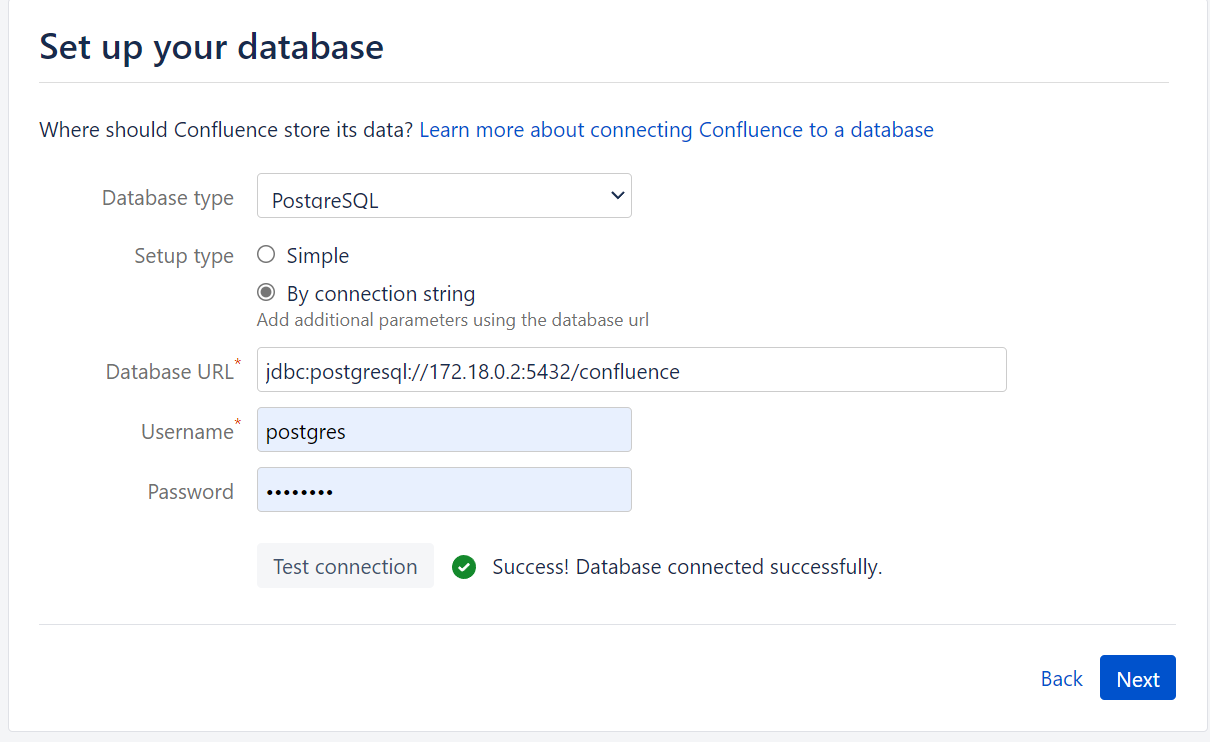 Set up your database
Where should Confluence store its data? Learn more about connecting Confluence to a database
Database type
PostgreSQL
Setup type
Simple
By connection string
Add additional parameters using the database url
Database URL*
jdbc:postgresql://172.18.0.2:5432/confluence
Username*
postgres
Password
••••••••
Test connection
Success! Database connected successfully.
Back
Next